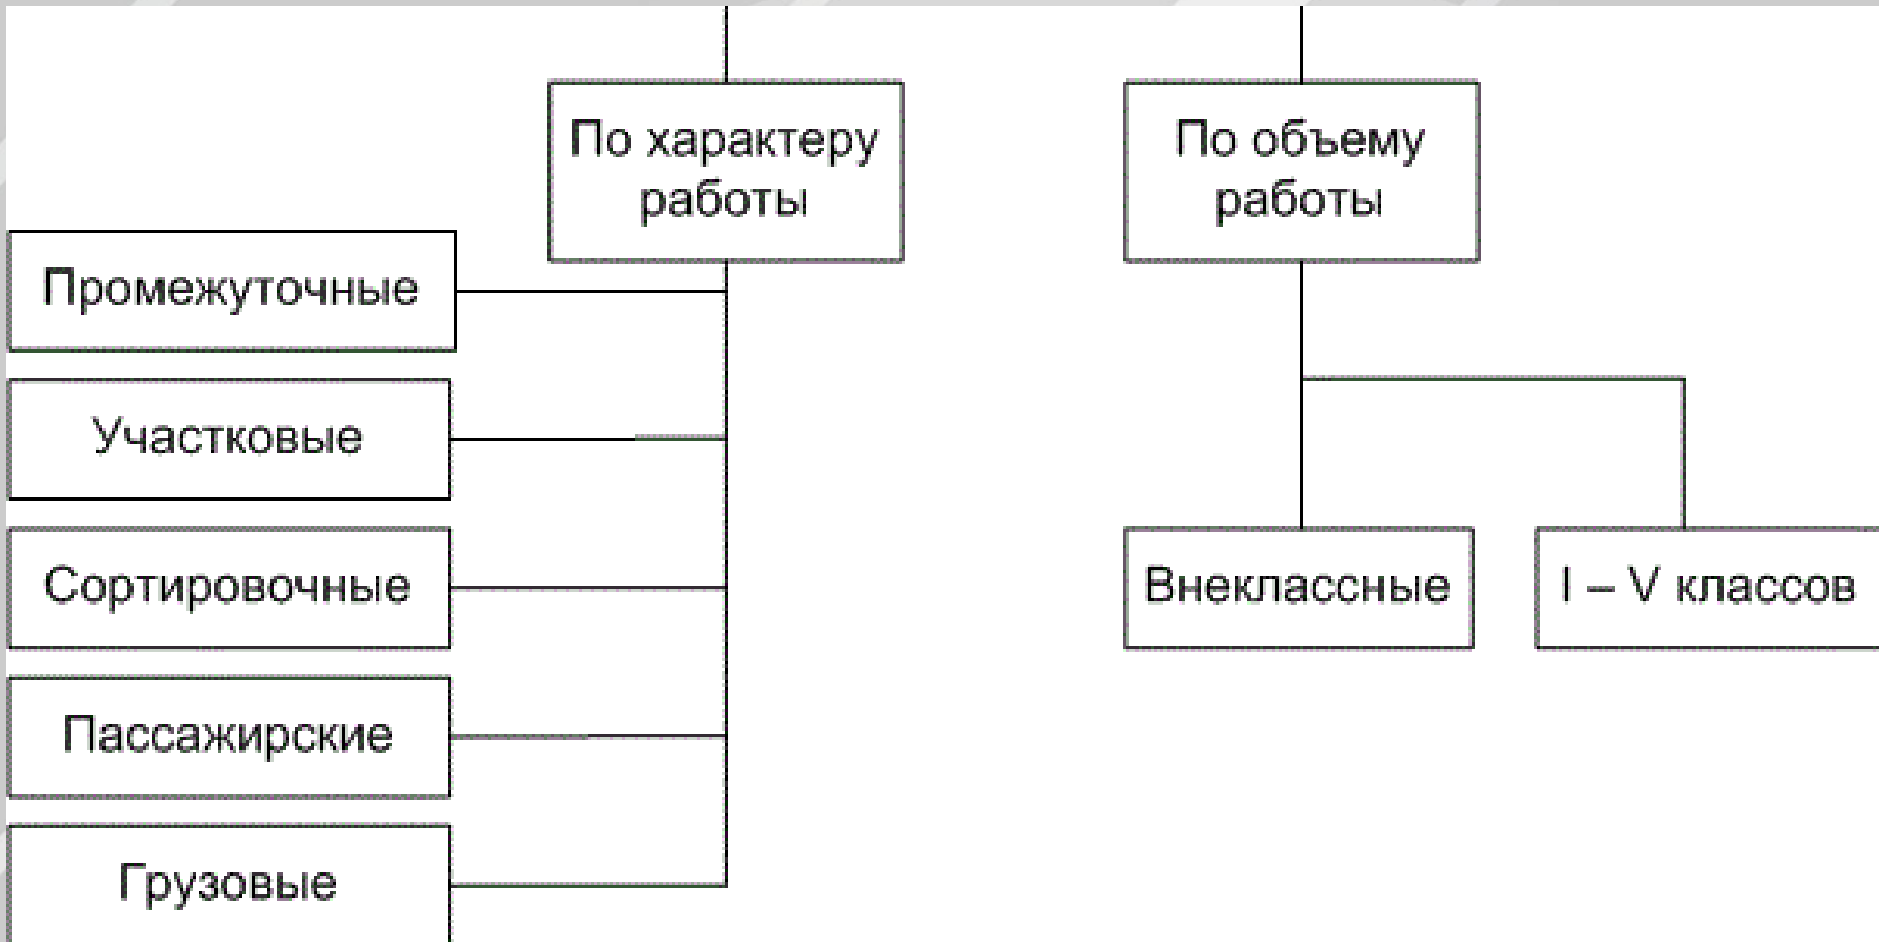 По характеру
работы
По объему
работы
Промежуточные
Участковые
Сортировочные
Пассажирские
Грузовые
Внеклассные
I – V классов